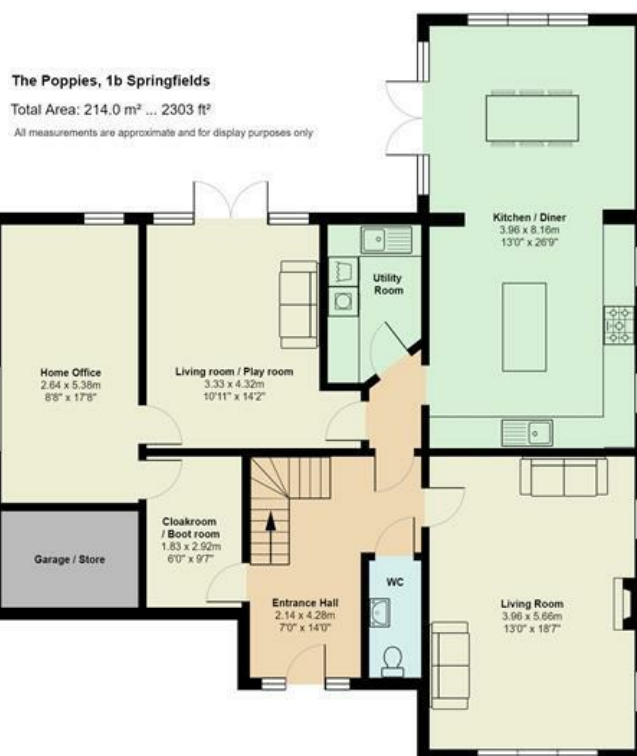 The Poppies, 1b Springfields
Total Area: 214.0 m² ... 2303 ft²
All measurements are approximate and for display purposes only
Kitchen / Diner
3.96 x 8.16m
13'0" x 26'9"
Utility
Room
Home Office
2.64 x 5.38m
8'8" x 17'8"
Living room / Play room
3.33 x 4.32m
10'11" x 14'2"
Cloakroom
/ Boot room
1.83 x 2.92m
6'0" x 9'7"
Garage / Store
Entrance Hall
2.14 x 4.28m
7'0" x 14'0"
WC
Living Room
3.96 x 5.66m
13'0" x 18'7"